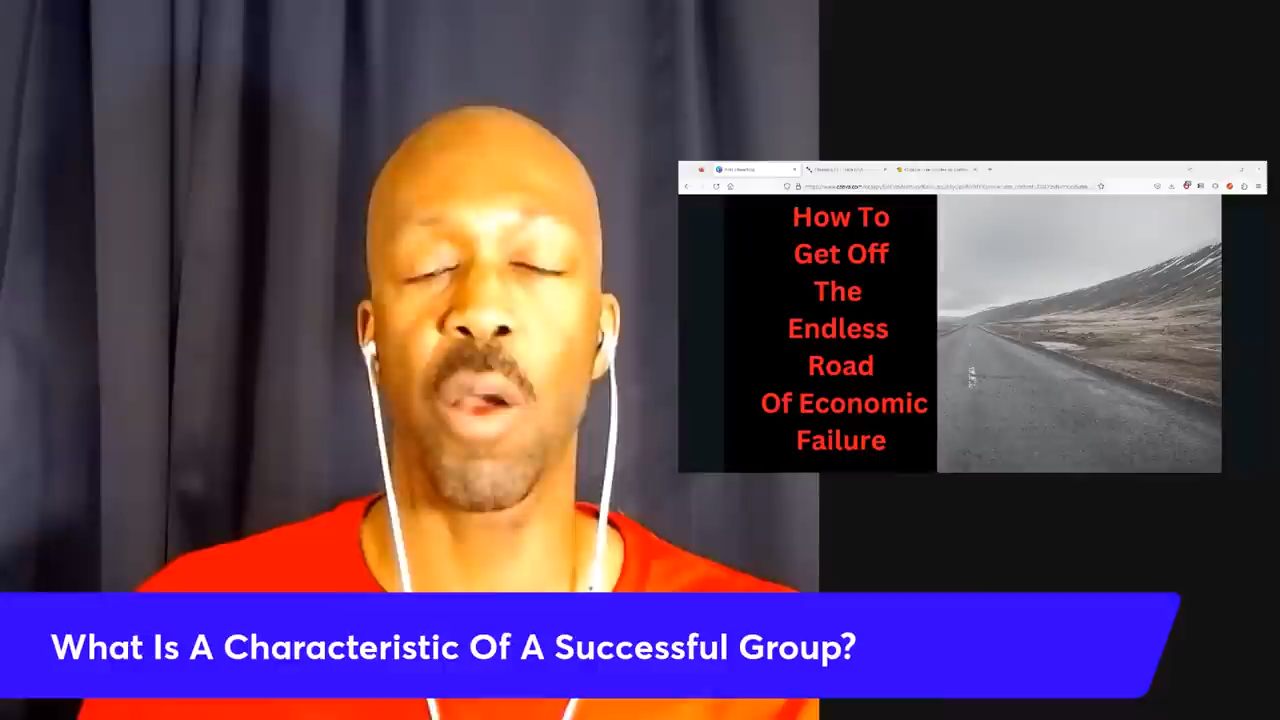 How To
Get Off
The
Endless
Road
Of Economic
Failure
What Is A Characteristic Of A Successful Group?